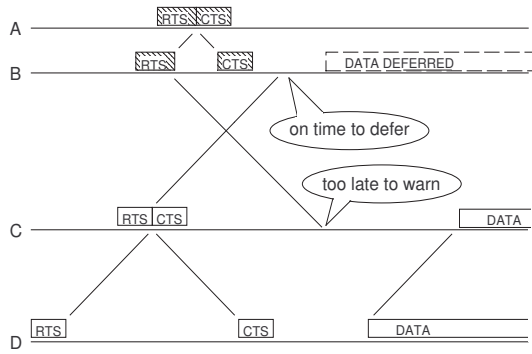 RTS CTS
A
RTS CTS DATA DEFERRED
B
on time to defer
too late to warn
RTS CTS DATA
C
RTS CTS DATA
D